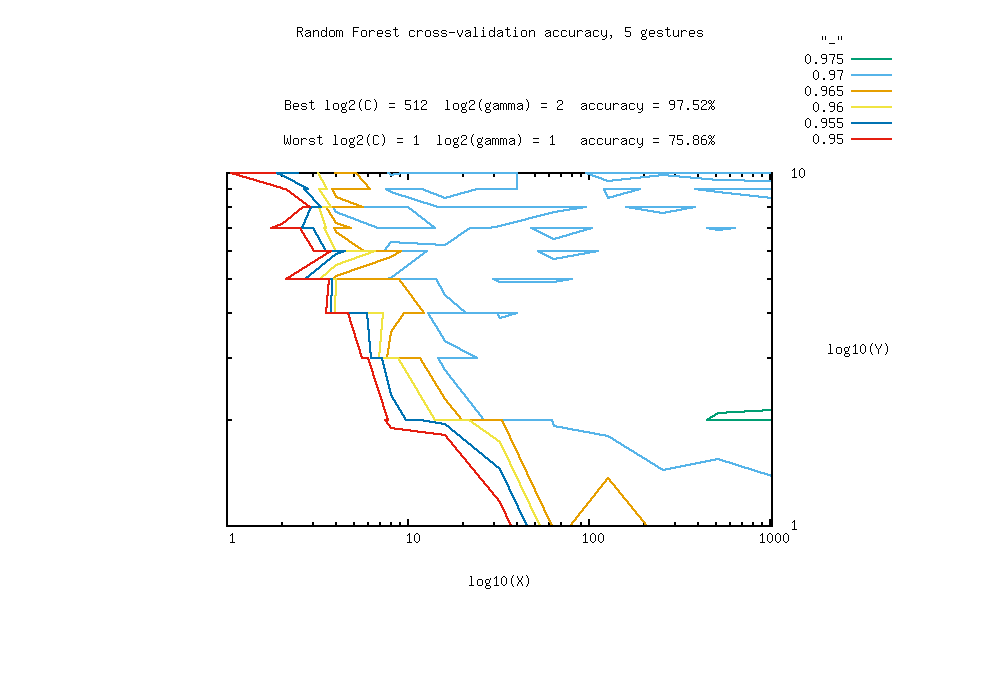 Random Forest cross-validation accuracy, 5 gestures
"_"
0.975
0.97
0.965
0.96
0.955
0.95
Best log2(C) = 512  log2(gamma) = 2  accuracy = 97.52%
Worst log2(C) = 1  log2(gamma) = 1   accuracy = 75.86%
10
log10(Y)
1
1 10 100 1000
log10(X)